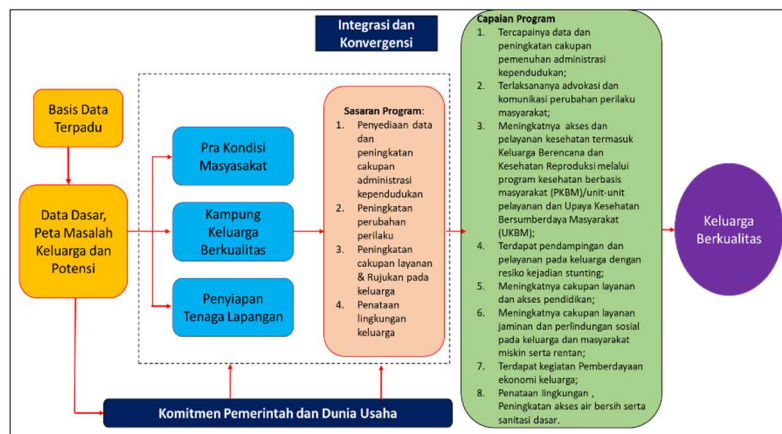 Integrasi dan
Konvergensi
Basis Data
Terpadu
Data Dasar,
Peta Masalah
Keluarga dan
Potensi
Pra Kondisi
Masyasakat
Kampung
Keluarga
Berkualitas
Penyiapan
Tenaga Lapangan
Sasaran Program:
1. Penyediaan data
dan
peningkatan
cakupan
administrasi
kependudukan
2. Peningkatan
perubahan
perilaku
3. Peningkatan
cakupan layanan
& Rujukan pada
keluarga
4. Penataan
lingkungan
keluarga
Komitmen Pemerintah dan Dunia Usaha
Capaian Program
1. Tercapainya data dan
peningkatan cakupan
pemenuhan administrasi
kependudukan;
2. Terlaksananya advokasi dan
komunikasi perubahan perilaku
masyarakat;
3. Meningkatnya akses dan
pelayanan kesehatan termasuk
Keluarga Berencana dan
Kesehatan Reproduksi melalui
program kesehatan berbasis
masyarakat (PKBM)/unit-unit
pelayanan dan Upaya Kesehatan
Bersumberdaya Masyarakat
(UKBM);
4. Terdapat pendampingan dan
pelayanan pada keluarga dengan
resiko kejadian stunting;
5. Meningkatnya cakupan layanan
dan akses pendidikan;
6. Meningkatnya cakupan layanan
jaminan dan perlindungan sosial
pada keluarga dan masyarakat
miskin serta rentan;
7. Terdapat kegiatan Pemberdayaan
ekonomi keluarga;
8. Penataan lingkungan ,
Peningkatan akses air bersih serta
sanitasi dasar.
Keluarga
Berkualitas